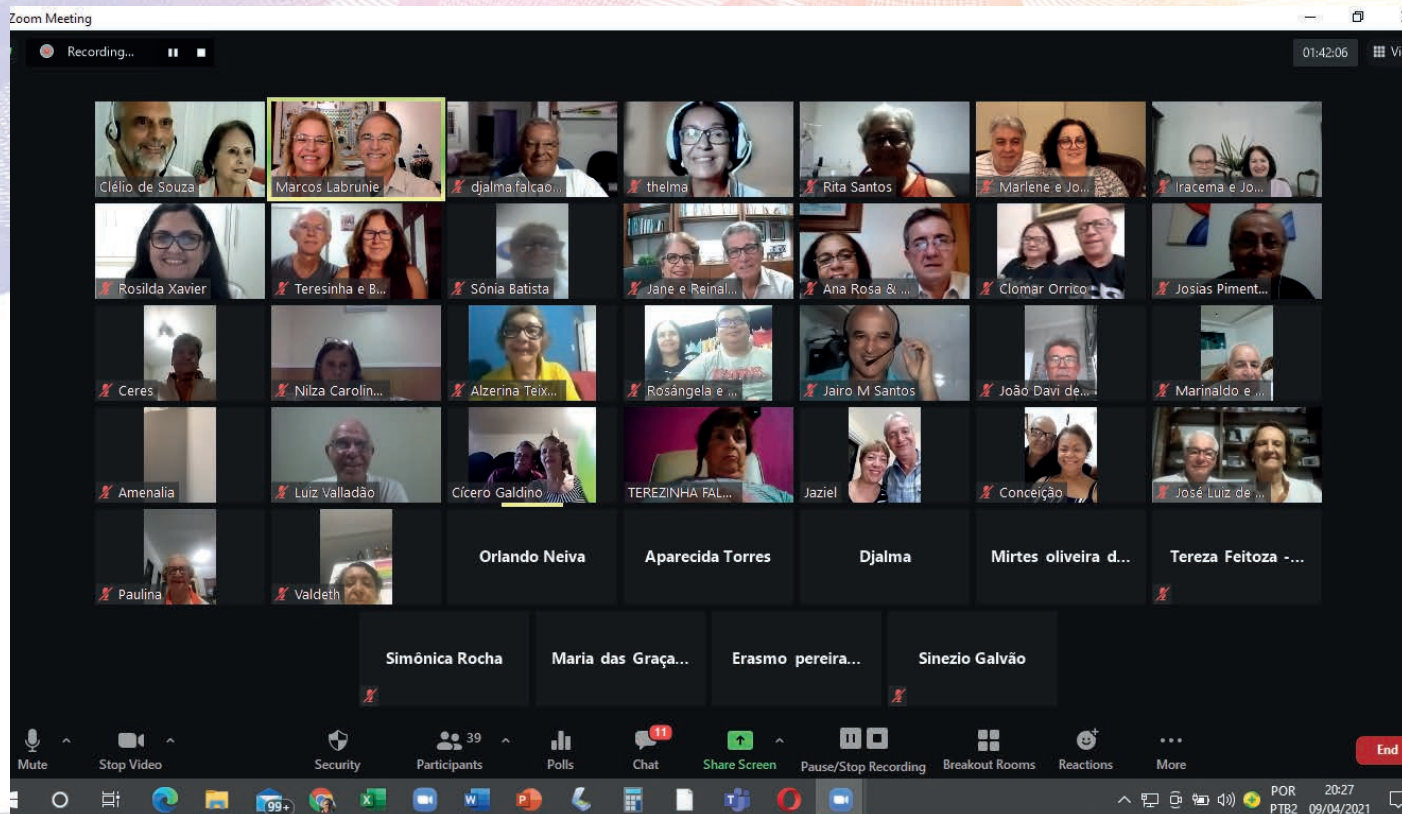 Zoom Meeting
Recording...
01:42:06
Vi
Clélio de Souza
Marcos Labrunie
djalma.falcao...
thelma
Rita Santos
Marlene e Jo...
Iracema e Jo...
Rosilda Xavier
Teresinha e B...
Sônia Batista
Jane e Reinal...
Ana Rosa & ...
Clomar Orrico
Josias Piment...
Ceres
Nilza Carolin...
Alzerina Teix...
Rosângela e ...
Jairo M Santos
João Davi de...
Marinaldo e ...
Amenalia
Luiz Valladão
Cícero Galdino
TEREZINHA FAL...
Jaziel
Conceição
José Luiz de ...
Paulina
Valdeth
Orlando Neiva
Aparecida Torres
Djalma
Mirtes oliveira d...
Tereza Feitoza -...
Simônica Rocha
Maria das Graça...
Erasmo pereira...
Sinezio Galvão
39
11
Mute
Stop Video
Security
Participants
Polls
Chat
Share Screen
Pause/Stop Recording
Breakout Rooms
Reactions
More
End
99+
POR
PTB2
20:27
09/04/2021